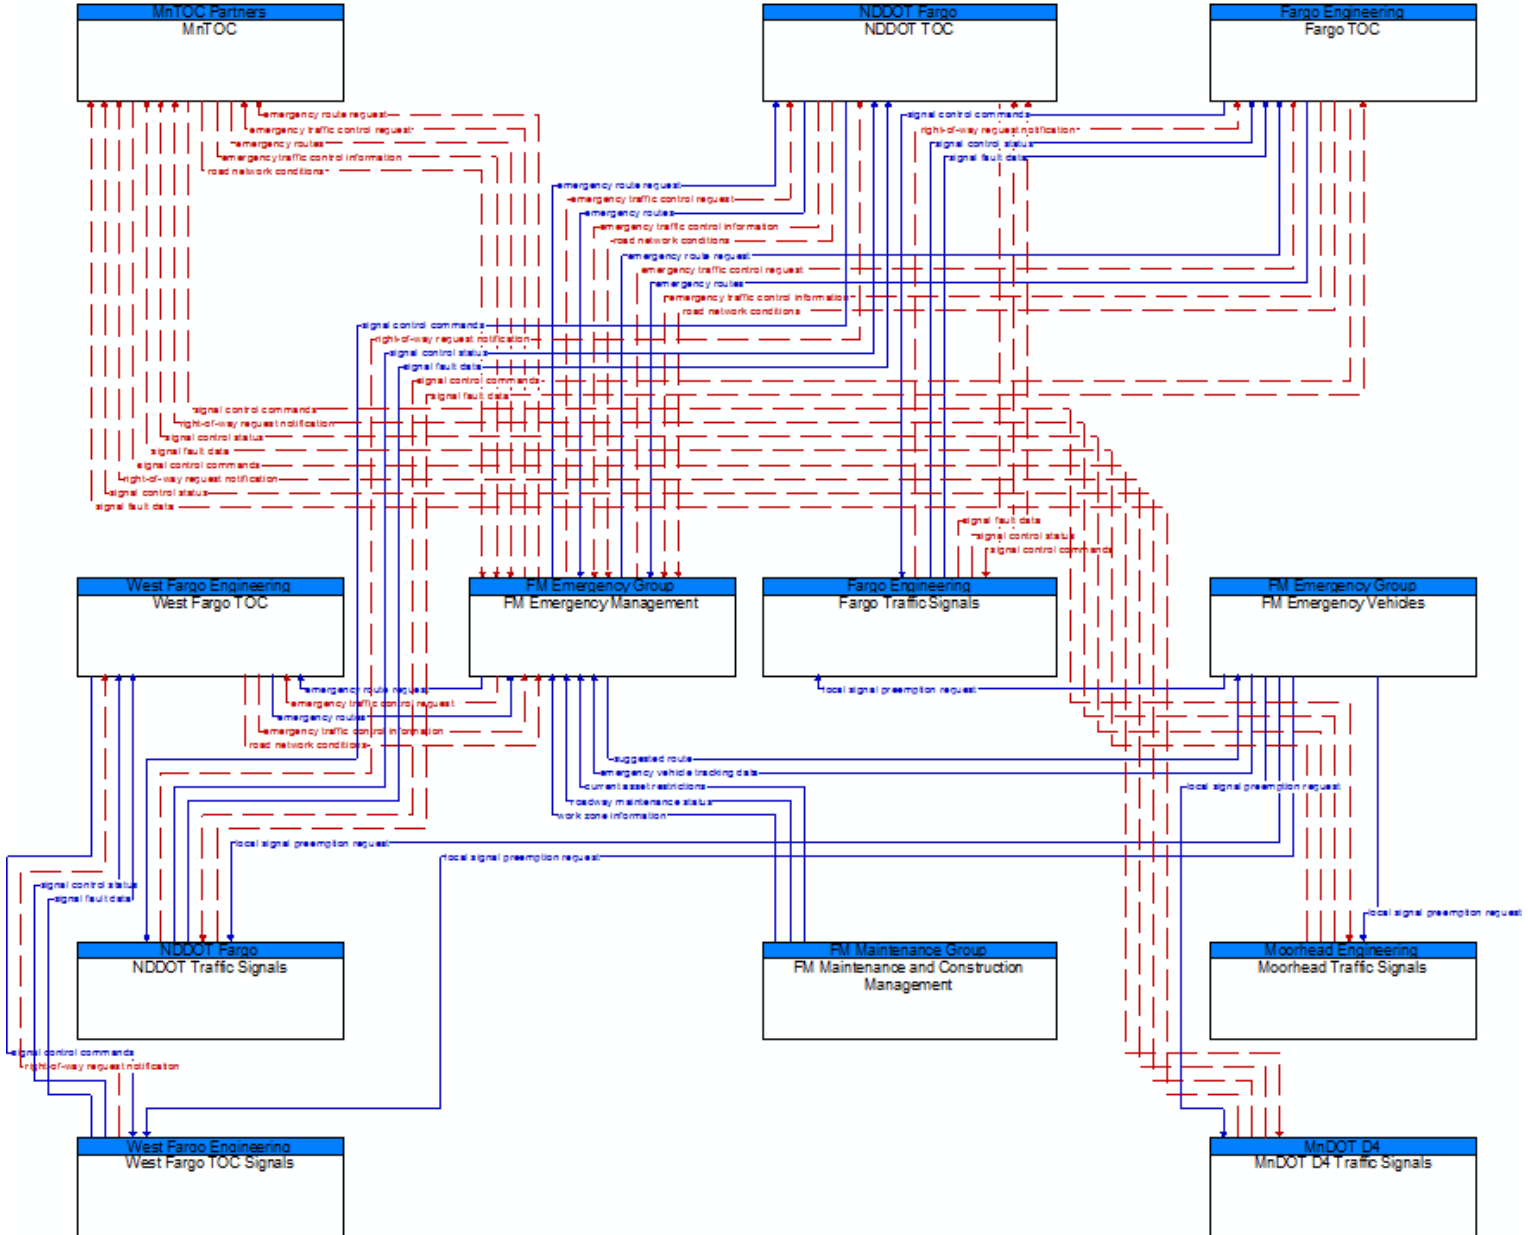 MnTOC Partners
MnTOC
NDDOT Fargo
NDDOT TOC
Fargo Engineering
Fargo TOC
emergency route request
emergency traffic control request
emergency routes
emergency traffic control information
road network conditions
signal control commands
right-of-way request notification
signal control status
signal fault data
emergency route request
emergency traffic control request
emergency routes
emergency traffic control information
road network conditions
emergency route request
emergency traffic control request
emergency routes
emergency traffic control information
road network conditions
signal control commands
right-of-way request notification
signal control status
signal fault data
signal control commands
signal fault data
signal control commands
right-of-way request notification
signal control status
signal fault data
signal control commands
right-of-way request notification
signal control status
signal fault data
signal fault data
signal control status
signal control commands
West Fargo Engineering
West Fargo TOC
FM Emergency Group
FM Emergency Management
Fargo Engineering
Fargo Traffic Signals
FM Emergency Group
FM Emergency Vehicles
emergency route request
emergency traffic control request
emergency routes
emergency traffic control information
road network conditions
local signal preemption request
suggested route
emergency vehicle tracking data
current asset restrictions
roadway maintenance status
work zone information
local signal preemption request
local signal preemption request
local signal preemption request
signal control status
signal fault data
local signal preemption request
NDDOT Fargo
NDDOT Traffic Signals
FM Maintenance Group
FM Maintenance and Construction
Management
Moorhead Engineering
Moorhead Traffic Signals
signal control commands
right-of-way request notification
West Fargo Engineering
West Fargo TOC Signals
MnDOT D4
MnDOT D4 Traffic Signals